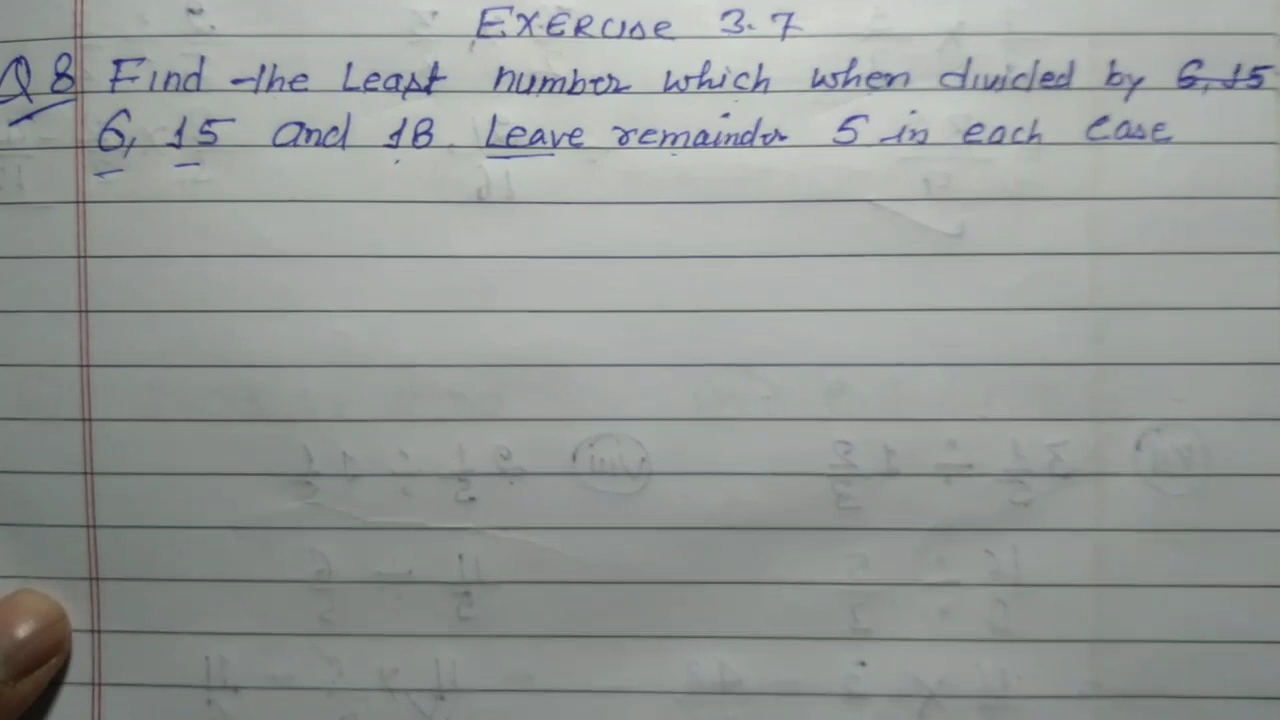 EXERCISE 3.7
Q 8 Find the Least number which when divided by 6, 15
6, 15 and 18 Leave remainder 5 in each case